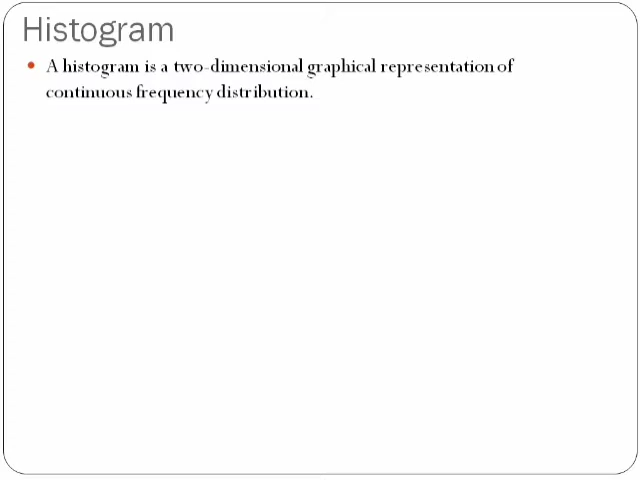 Histogram
• A histogram is a two-dimensional graphical representation of
continuous frequency distribution.